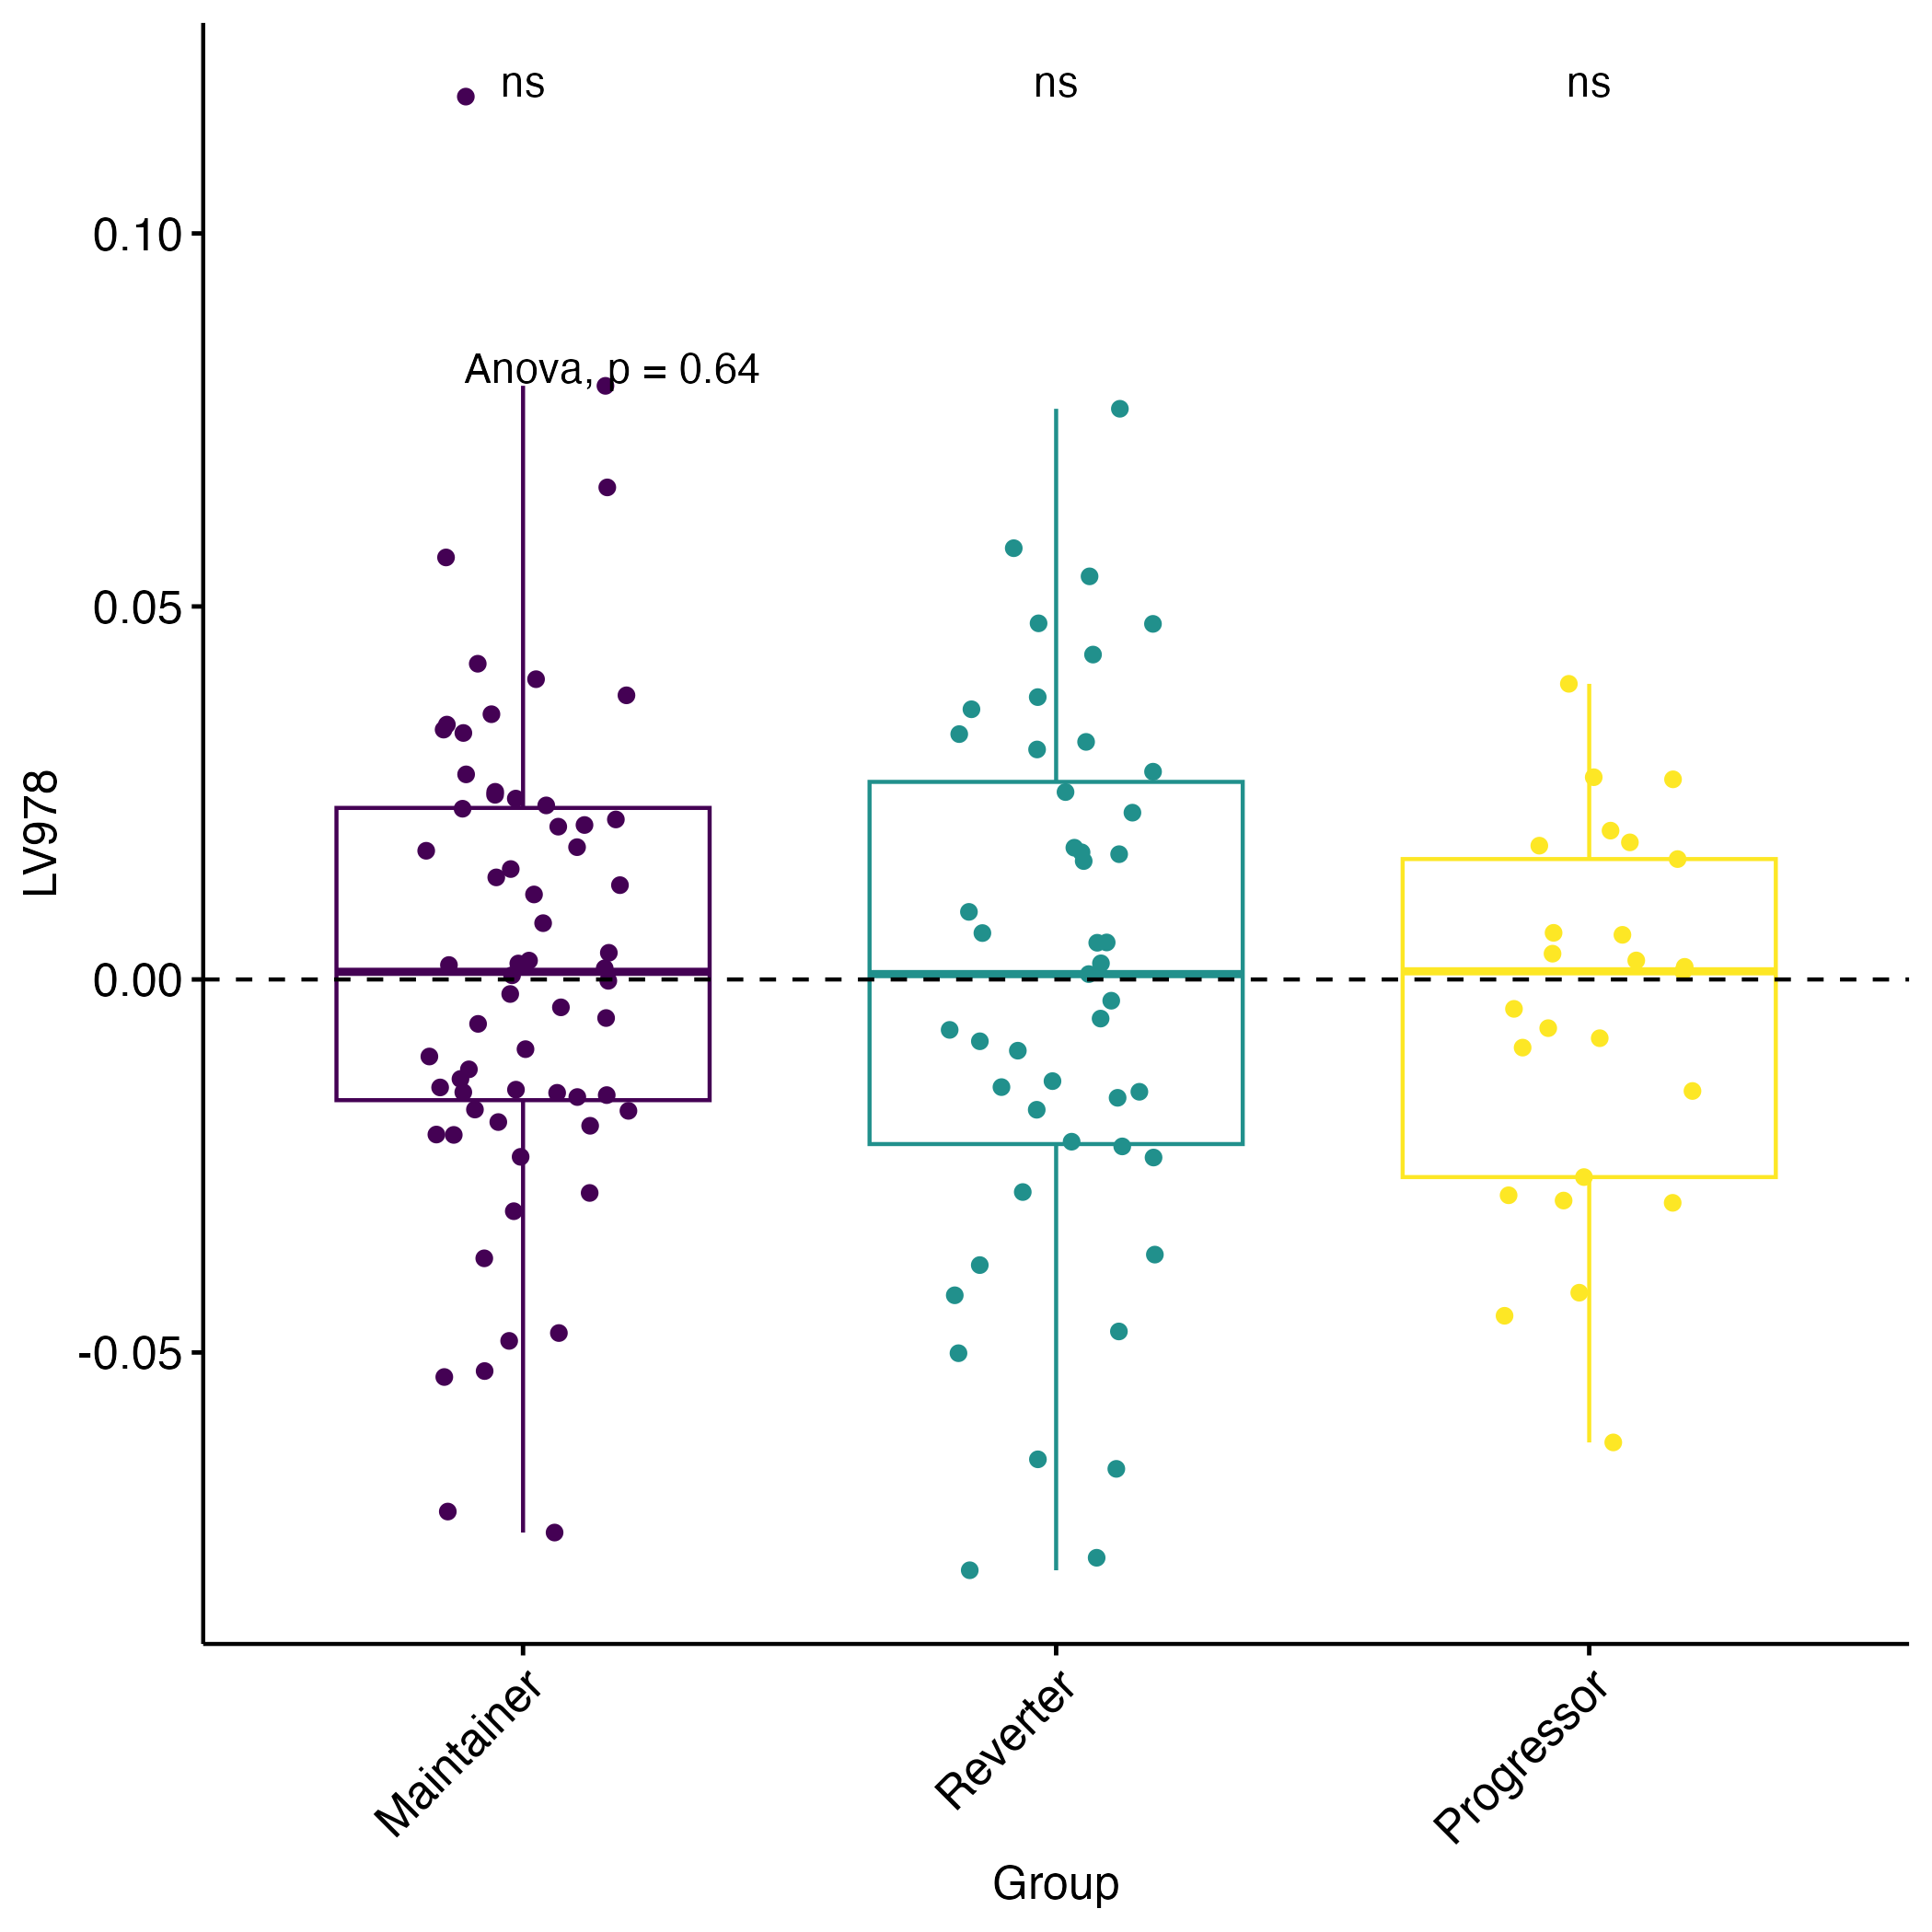 ns ns ns
0.10
Anova, p = 0.64
0.05
LV978
0.00
-0.05
Maintainer Reverter Progressor
Group